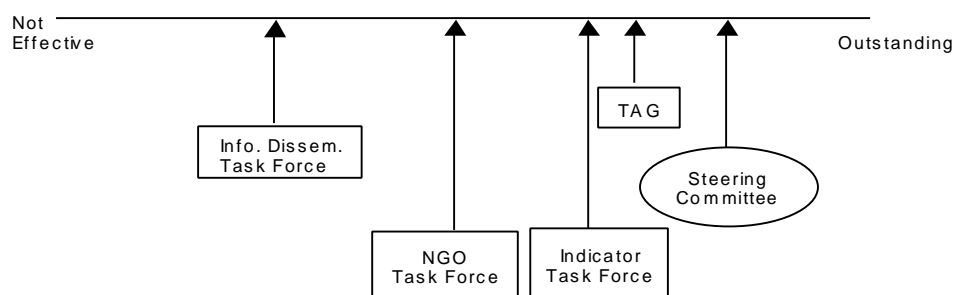 Not
Effective
Outstanding
TAG
Info. Dissem.
Task Force
Steering
Committee
NGO
Task Force
Indicator
Task Force